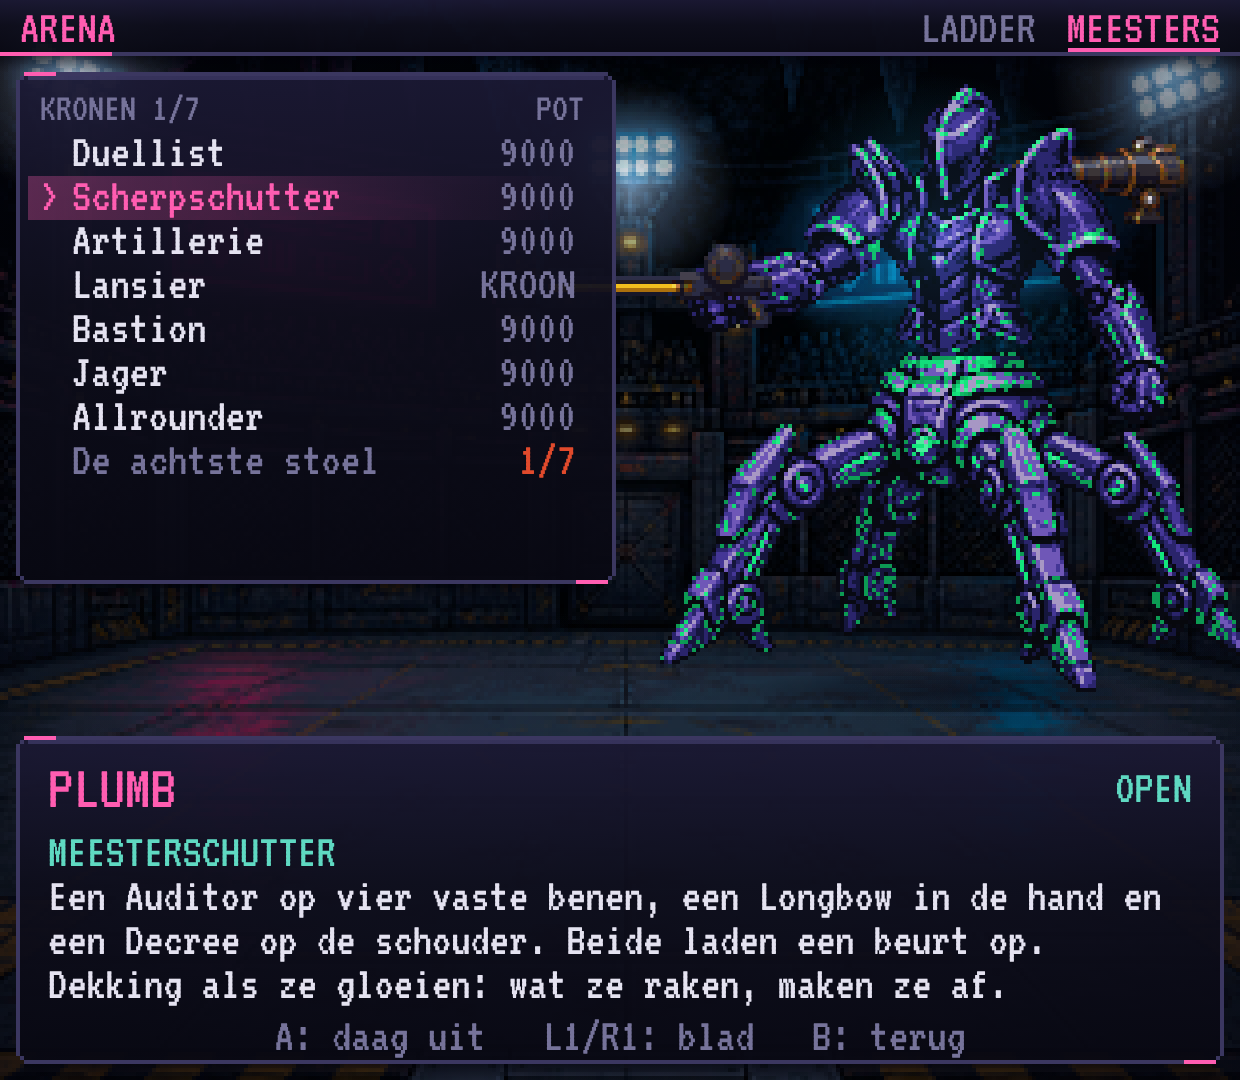 ARENA LADDER MEESTERS
KRONEN 1/7 POT
Duellist 9000
> Scherpschutter 9000
Artillerie 9000
Lansier KROON
Bastion 9000
Jager 9000
Allrounder 9000
De achtste stoel 1/7
PLUMB OPEN
MEESTERSCHUTTER
Een Auditor op vier vaste benen, een Longbow in de hand en
een Decree op de schouder. Beide laden een beurt op.
Dekking als ze gloeien: wat ze raken, maken ze af.
A: daag uit L1/R1: blad B: terug